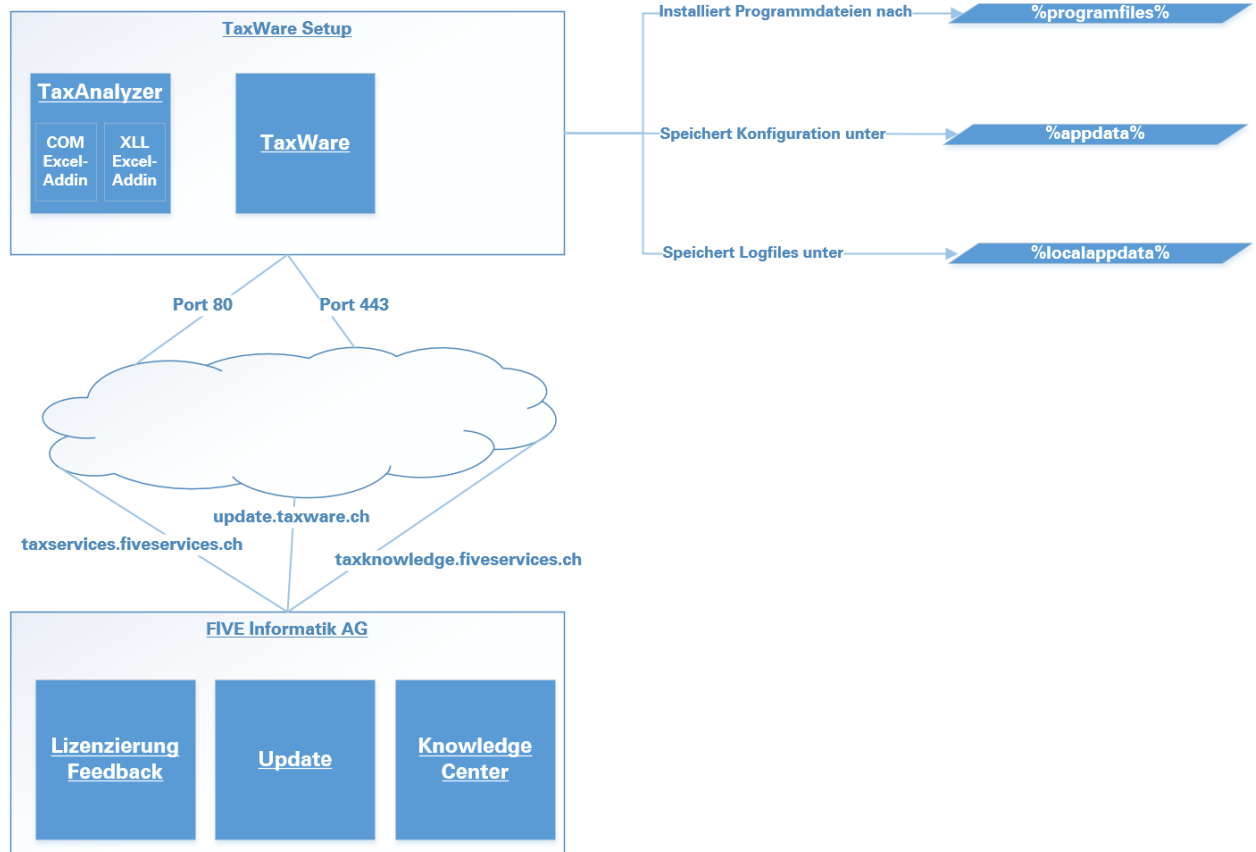 TaxWare Setup
TaxAnalyzer
COM
Excel-
Addin
XLL
Excel-
Addin
TaxWare
Installiert Programmdateien nach
%programfiles%
Speichert Konfiguration unter
%appdata%
Speichert Logfiles unter
%localappdata%
Port 80
Port 443
update.taxware.ch
taxservices.fiveservices.ch
taxknowledge.fiveservices.ch
FIVE Informatik AG
Lizenzierung
Feedback
Update
Knowledge
Center